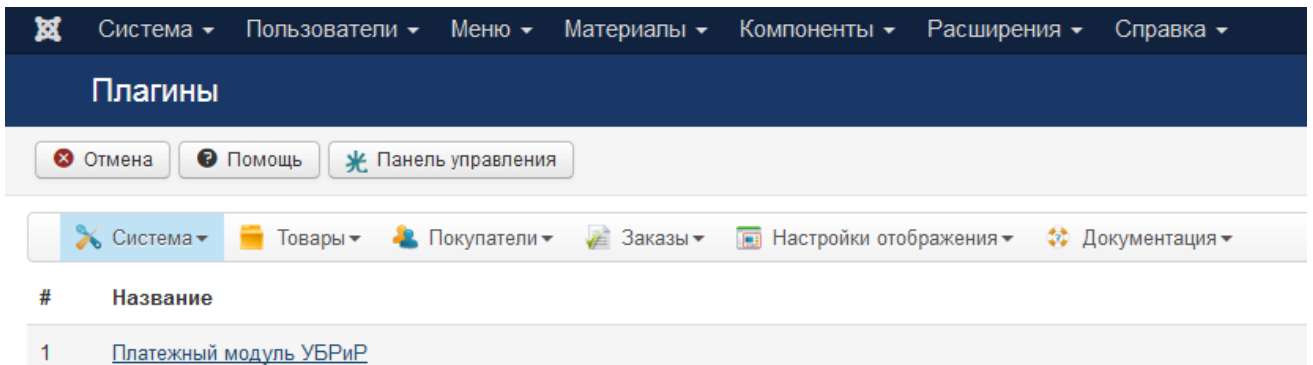 Система Пользователи Меню Материалы Компоненты Расширения Справка
Плагины
Отмена Помощь Панель управления
Система Товары Покупатели Заказы Настройки отображения Документация
# Название
1 Платежный модуль УБРиР